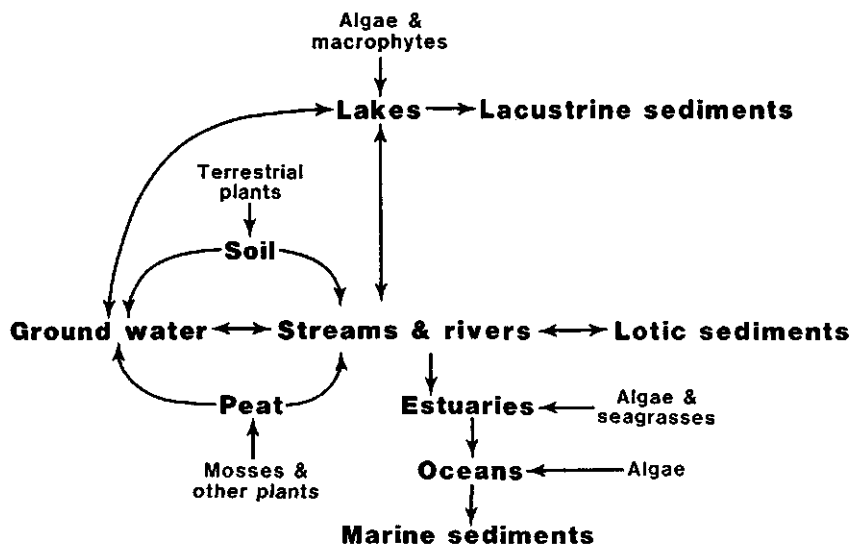 Algae &
macrophytes
Lakes
Lacustrine sediments
Terrestrial
plants
Soil
Ground water
Streams & rivers
Lotic sediments
Peat
Estuaries
Algae &
seagrasses
Mosses &
other plants
Oceans
Algae
Marine sediments